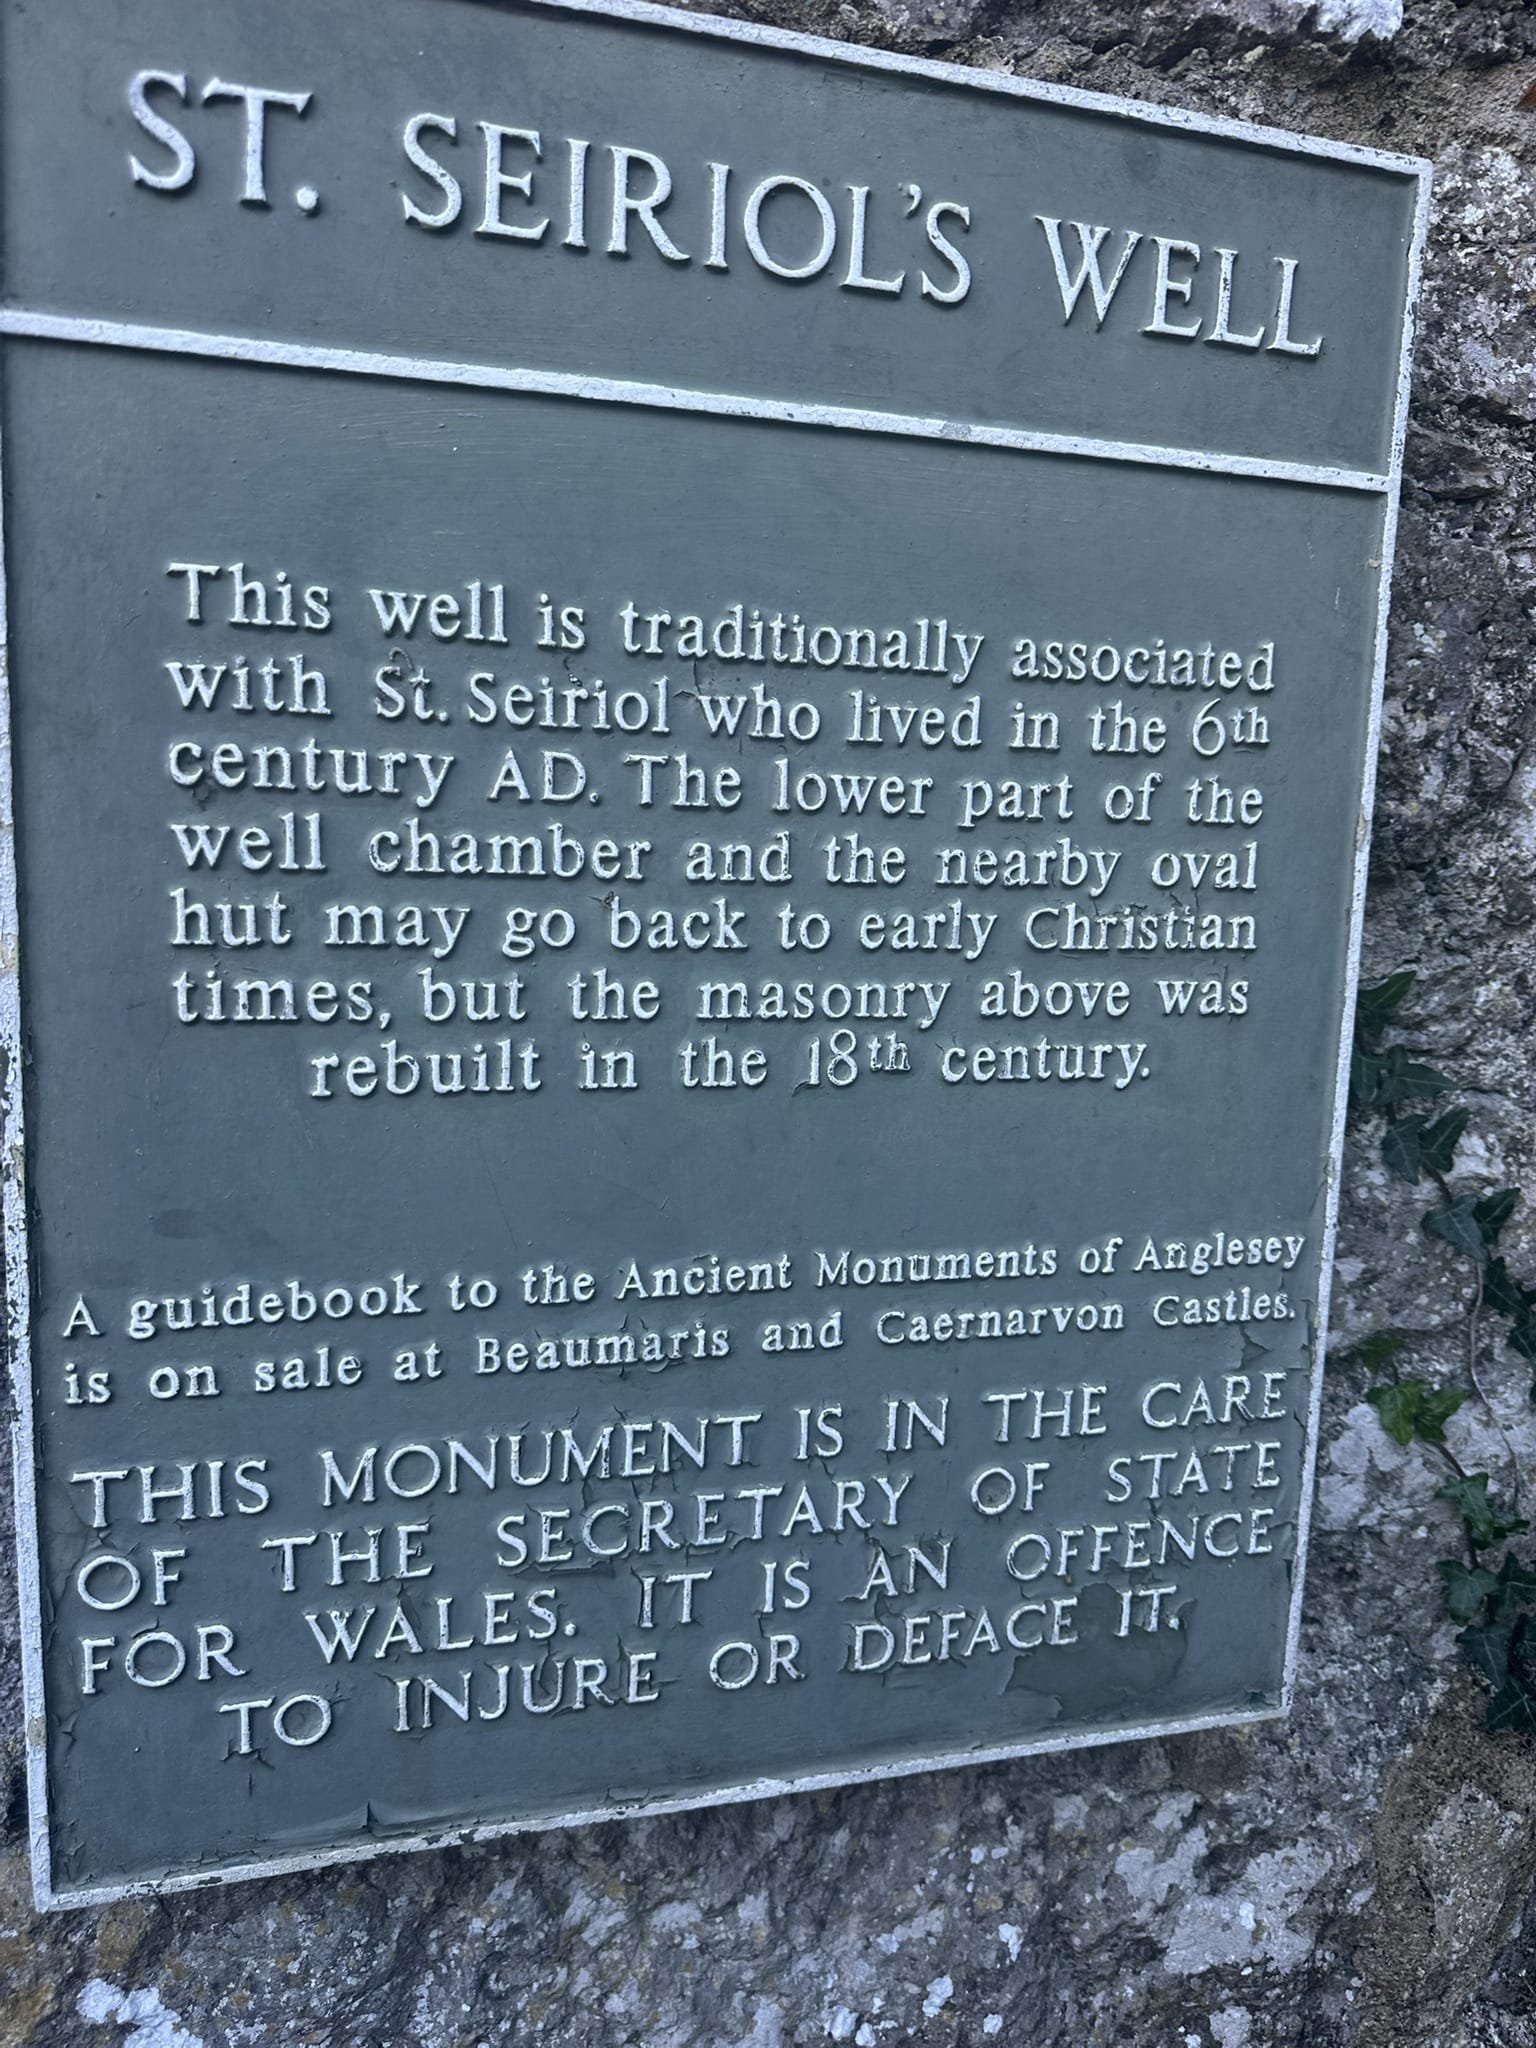 ST. SEIRIOL'S WELL
This well is traditionally associated
with St. Seiriol who lived in the 6th
century AD. The lower part of the
well chamber and the nearby oval
hut may go back to early Christian
times, but the masonry above was
rebuilt in the 18th century.
A guidebook to the Ancient Monuments of Anglesey
is on sale at Beaumaris and Caernarvon Castles.
THIS MONUMENT IS IN THE CARE
OF THE SECRETARY OF STATE
FOR WALES. IT IS AN OFFENCE
TO INJURE OR DEFACE IT.